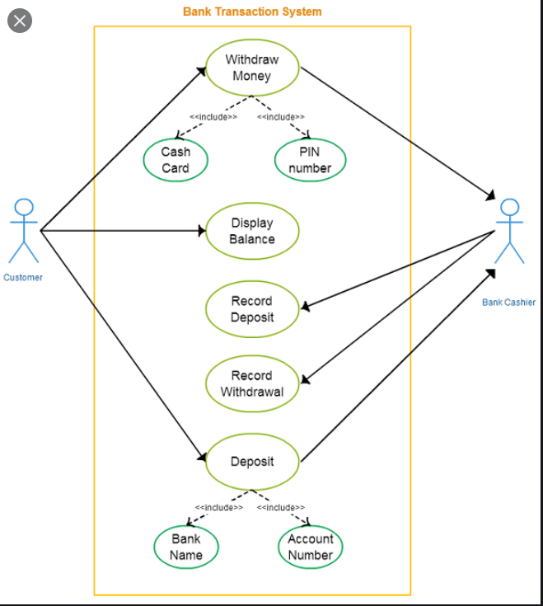 Bank Transaction System
Withdraw
Money
<<include>>
<<include>>
Cash
Card
PIN
number
Display
Balance
Customer
Bank Cashier
Record
Deposit
Record
Withdrawal
Deposit
<<include>>
<<include>>
Bank
Name
Account
Number